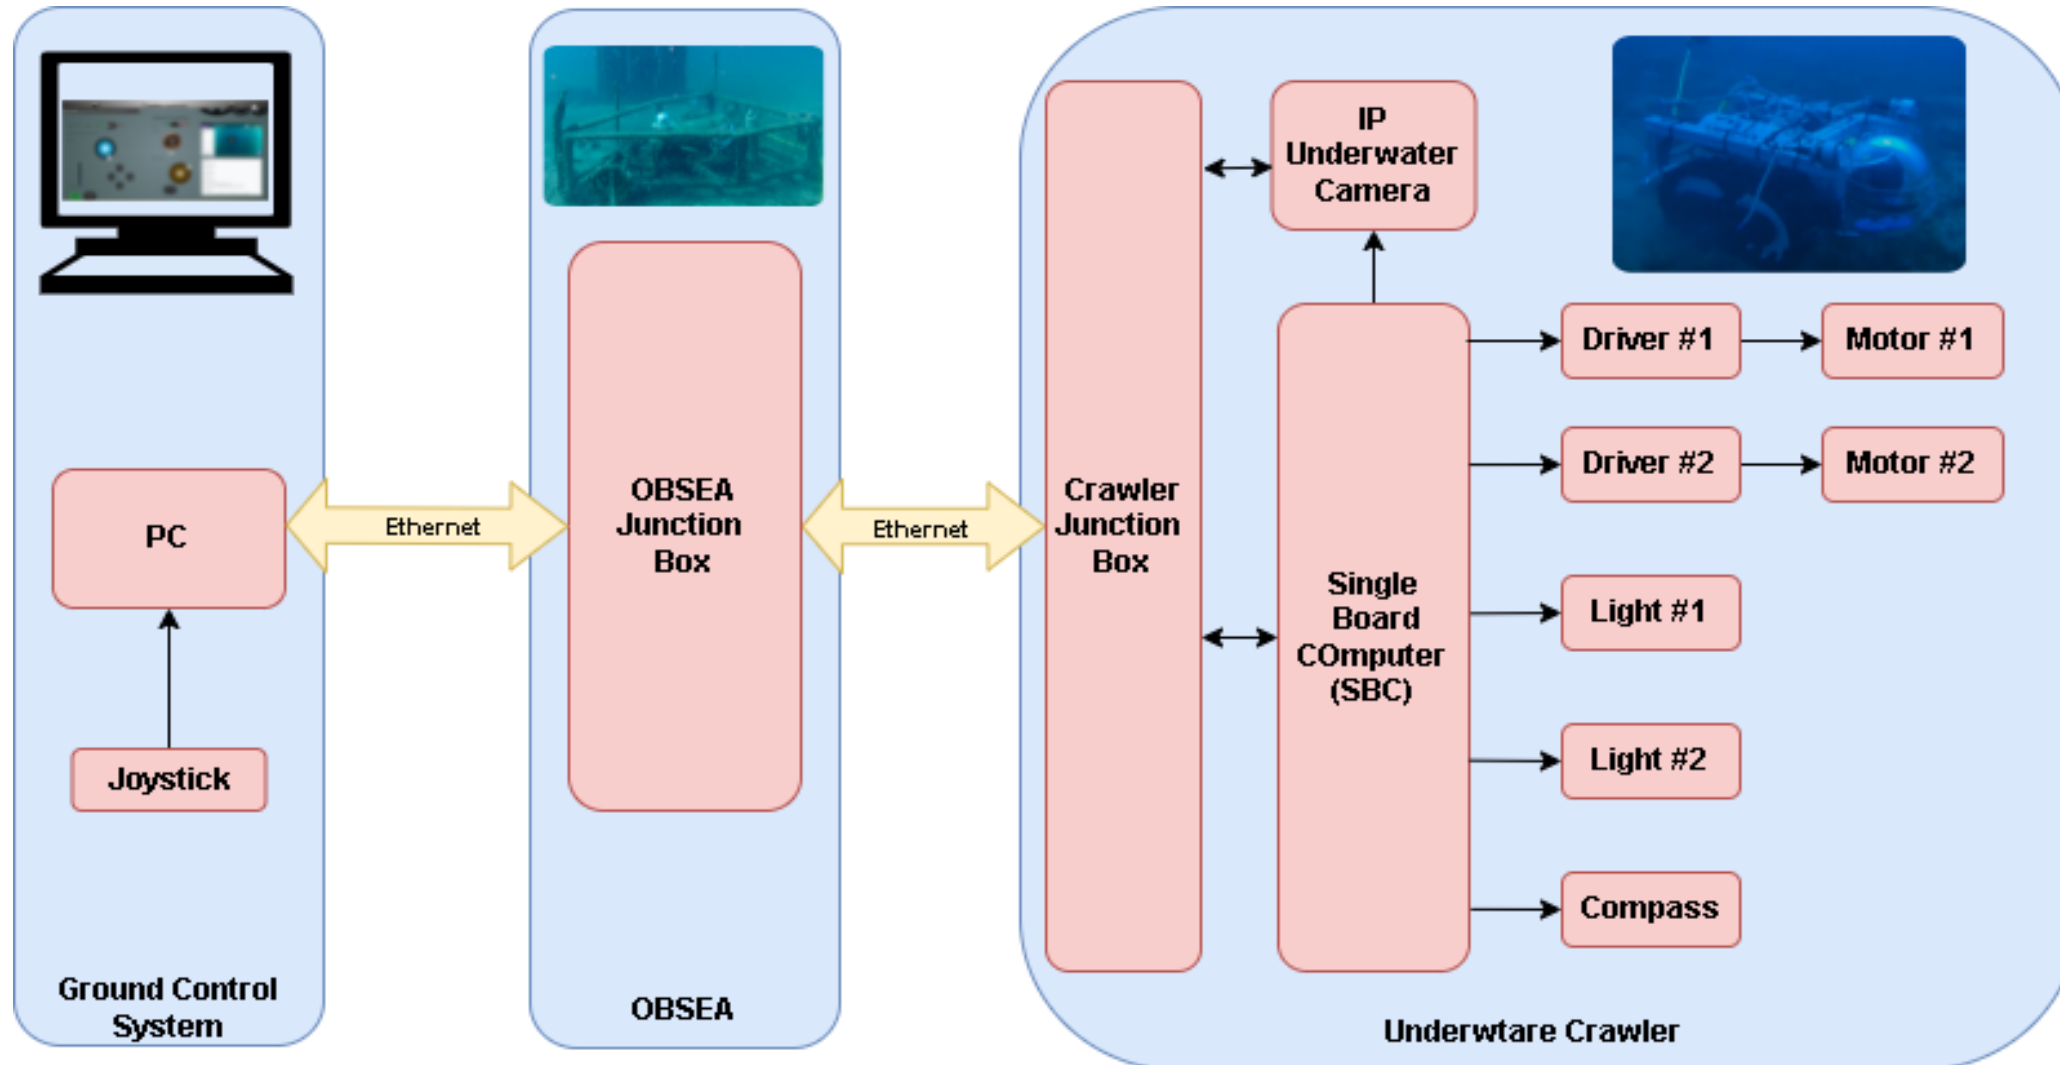 PC
Joystick
Ground Control
System
Ethernet
OBSEA
Junction
Box
OBSEA
Ethernet
Crawler
Junction
Box
IP
Underwater
Camera
Single
Board
COmputer
(SBC)
Driver #1
Motor #1
Driver #2
Motor #2
Light #1
Light #2
Compass
Underwtare Crawler